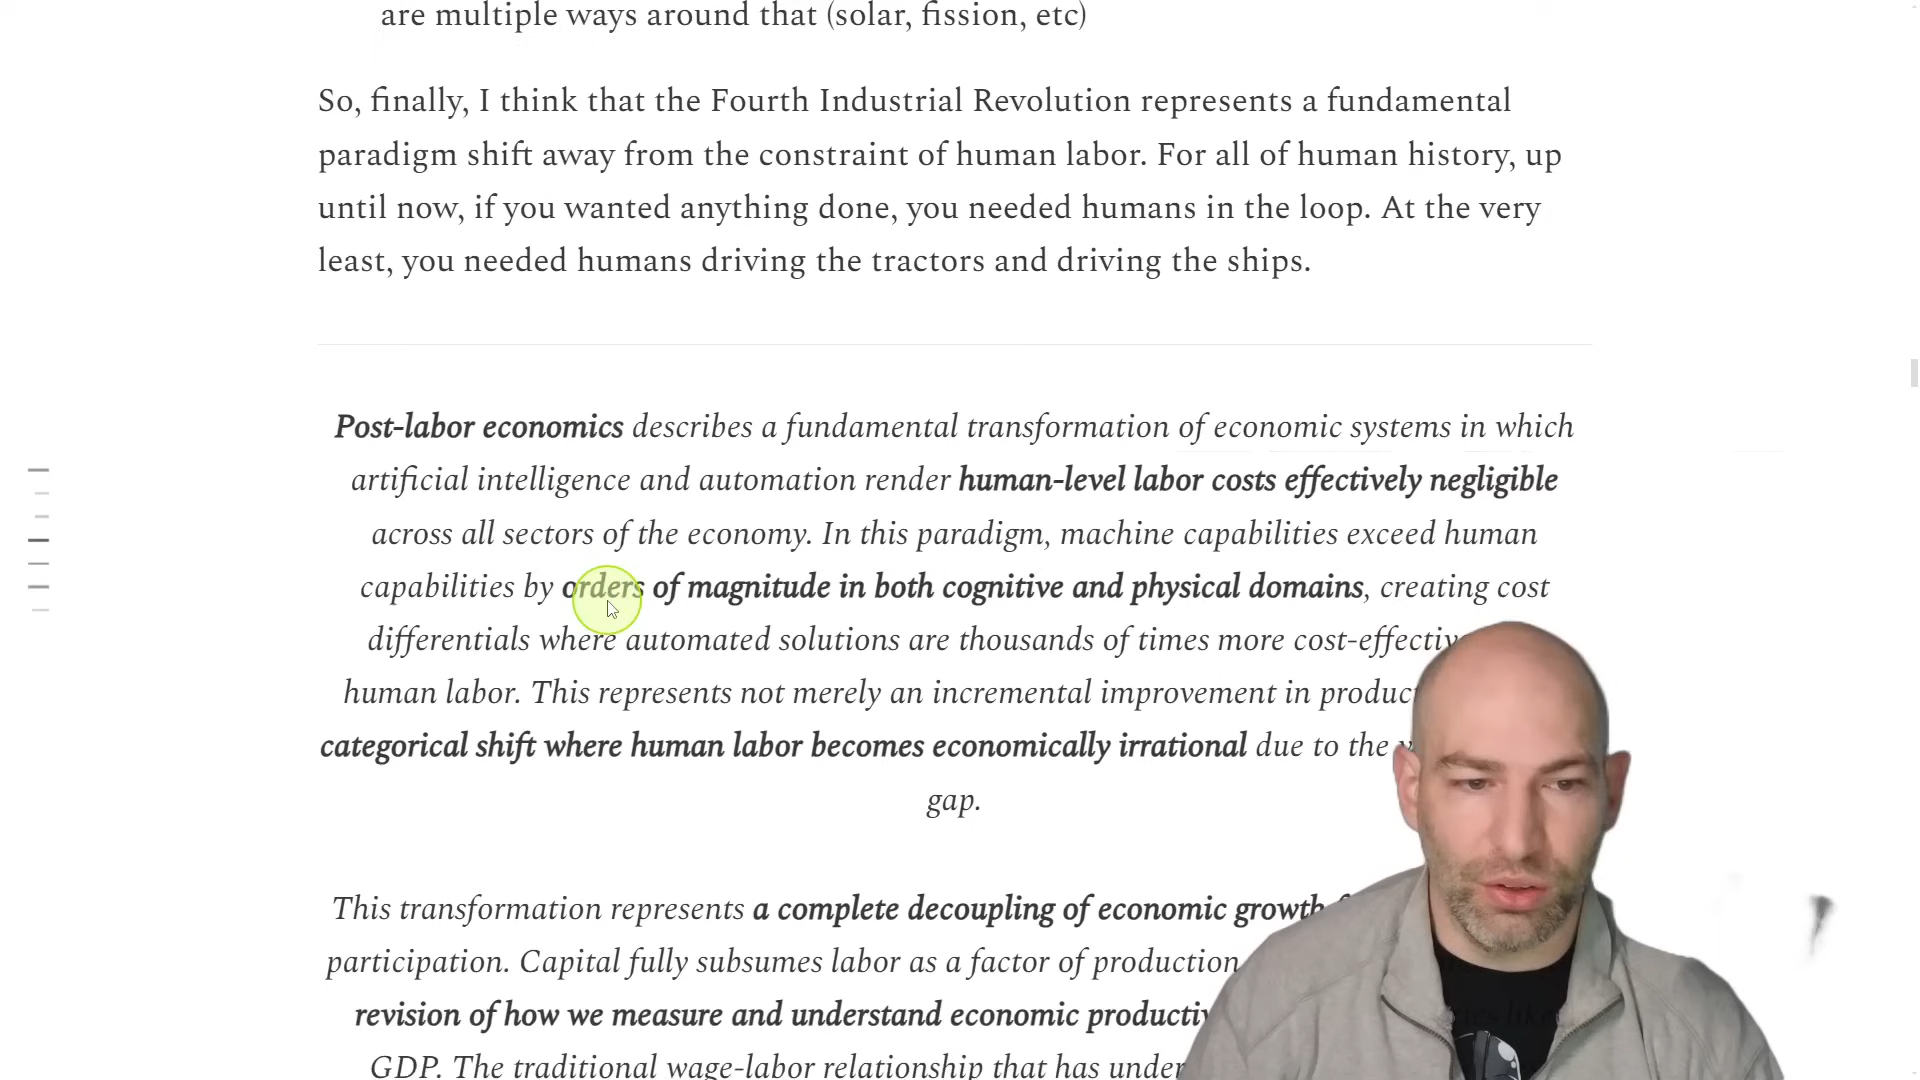 are multiple ways around that (solar, fission, etc)
So, finally, I think that the Fourth Industrial Revolution represents a fundamental
paradigm shift away from the constraint of human labor. For all of human history, up
until now, if you wanted anything done, you needed humans in the loop. At the very
least, you needed humans driving the tractors and driving the ships.
Post-labor economics describes a fundamental transformation of economic systems in which
artificial intelligence and automation render human-level labor costs effectively negligible
across all sectors of the economy. In this paradigm, machine capabilities exceed human
capabilities by orders of magnitude in both cognitive and physical domains, creating cost
differentials where automated solutions are thousands of times more
human labor. This represents not merely an incremental improvement in
categorical shift where human labor becomes economically irrational due to the
gap.
This transformation represents a complete decoupling of economic growth
participation. Capital fully subsumes labor as a factor of production
revision of how we measure and understand economic
GDP. The traditional wage-labor relationship that has